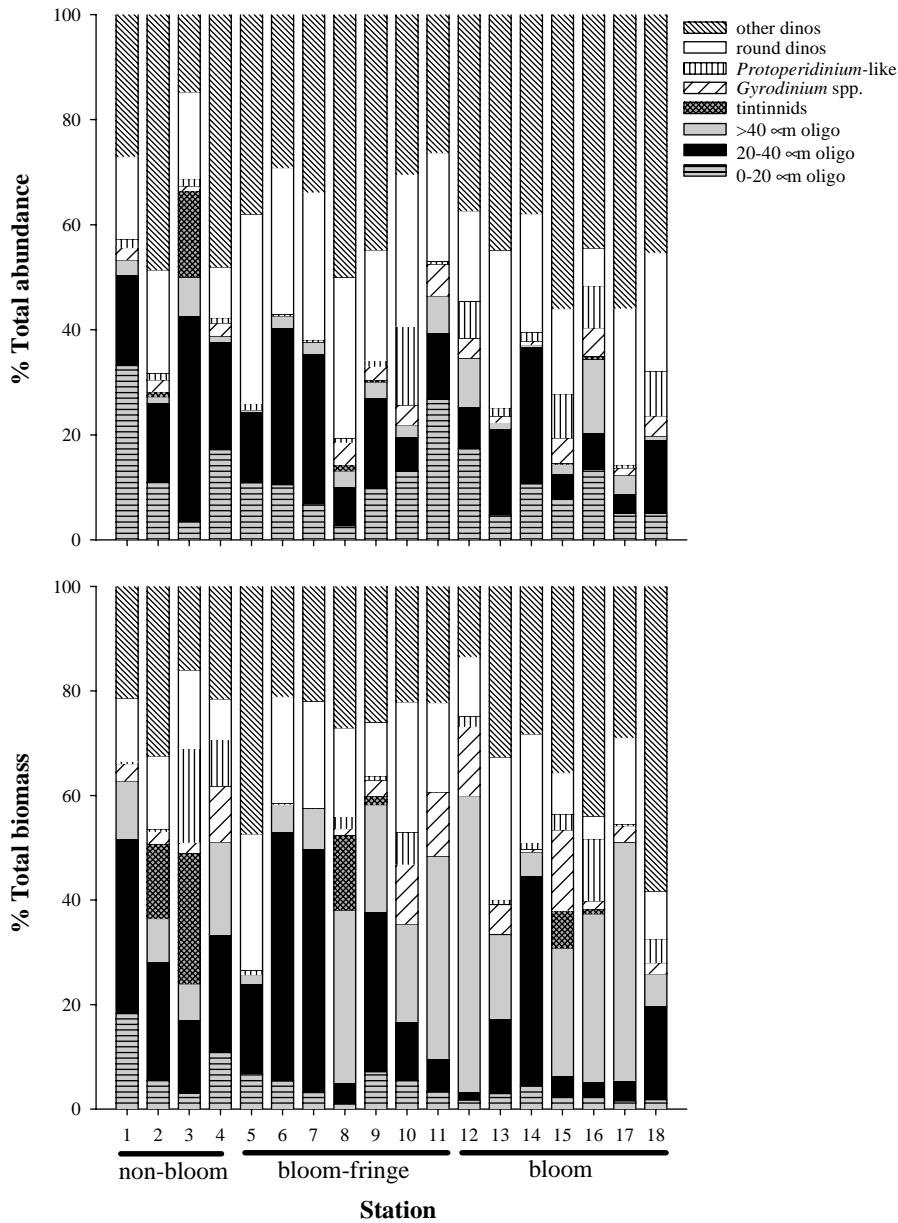 100
80
60
40
20
0
% Total abundance
other dinos
round dinos
Protoperidinium-like
Gyrodinium spp.
tintinnids
>40 ∝m oligo
20-40 ∝m oligo
0-20 ∝m oligo
100
80
60
40
20
0
% Total biomass
1 2 3 4 5 6 7 8 9 10 11 12 13 14 15 16 17 18
non-bloom bloom-fringe bloom
Station